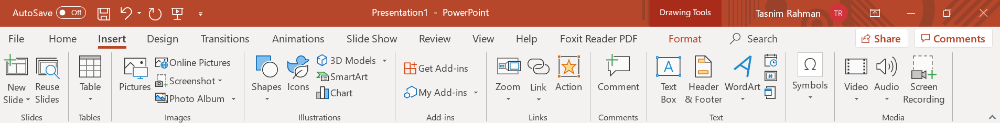 AutoSave Off Presentation1 - PowerPoint Drawing Tools Tasnim Rahman TR
File Home Insert Design Transitions Animations Slide Show Review View Help Foxit Reader PDF Format Search Share Comments
New Slide
Reuse Slides
Slides
Table
Tables
Pictures
Online Pictures
Screenshot
Photo Album
Images
Shapes
Icons
3D Models
SmartArt
Chart
Illustrations
Get Add-ins
My Add-ins
Add-ins
Zoom
Link
Action
Links
Comment
Comments
Text Box
Header & Footer
WordArt
Text
Symbols
Video
Audio
Screen Recording
Media